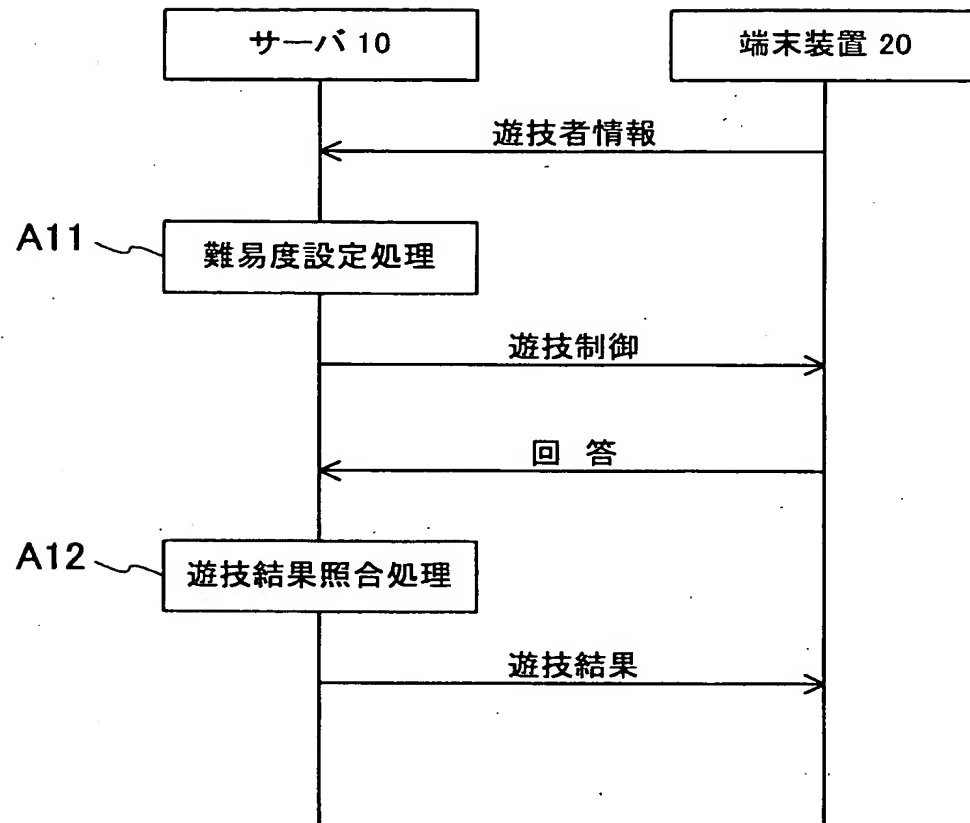 サーバ 10
端末装置 20
遊技者情報
A11
難易度設定処理
遊技制御
回 答
A12
遊技結果照合処理
遊技結果